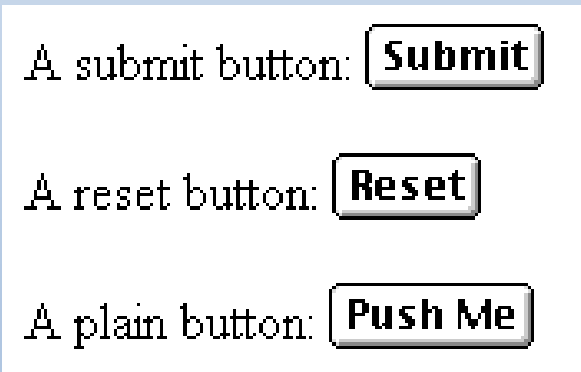 A submit button: Submit
A reset button: Reset
A plain button: Push Me